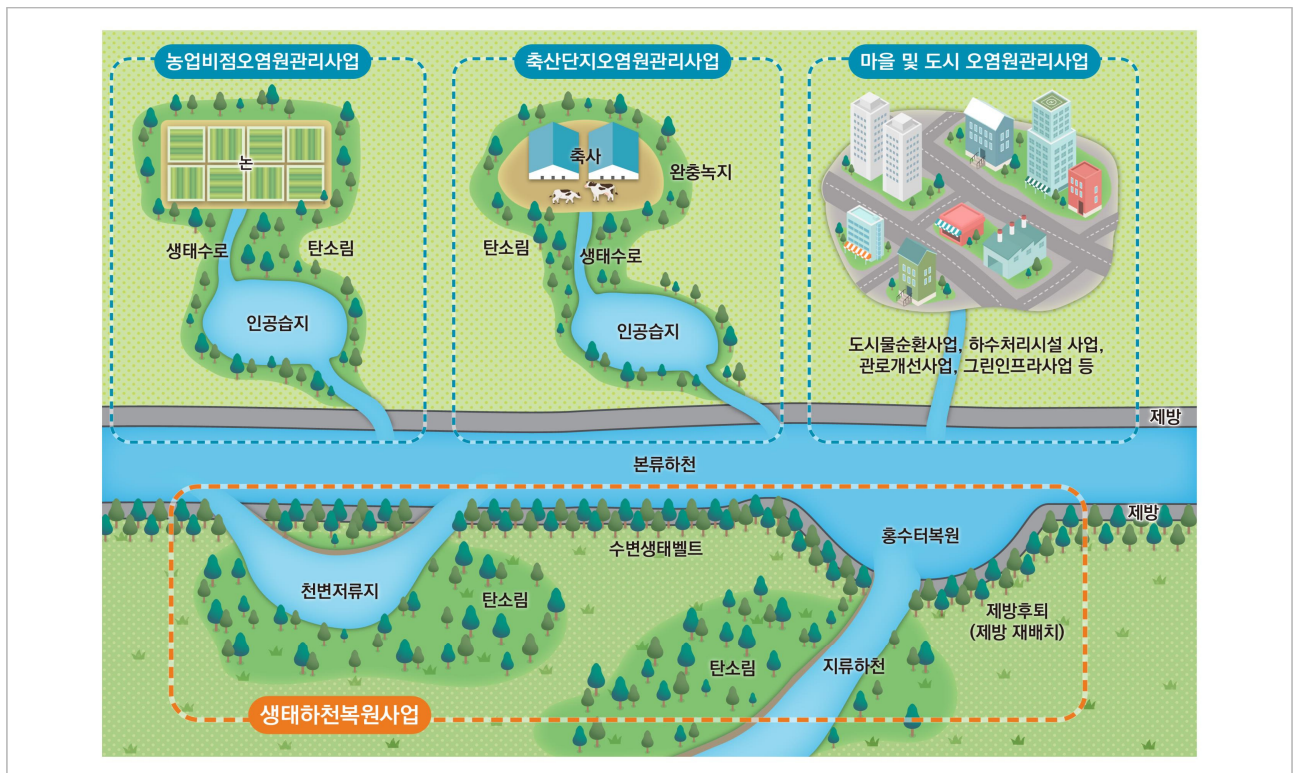 농업비점오염원관리사업
축산단지오염원관리사업
마을 및 도시 오염원관리사업
논
생태수로
탄소림
인공습지
축사
완충녹지
탄소림
생태수로
인공습지
도시물순환사업, 하수처리시설 사업,
관로개선사업, 그린인프라사업 등
제방
본류하천
제방
수변생태벨트
홍수터복원
천변저류지
탄소림
제방후퇴
(제방 재배치)
탄소림
지류하천
생태하천복원사업